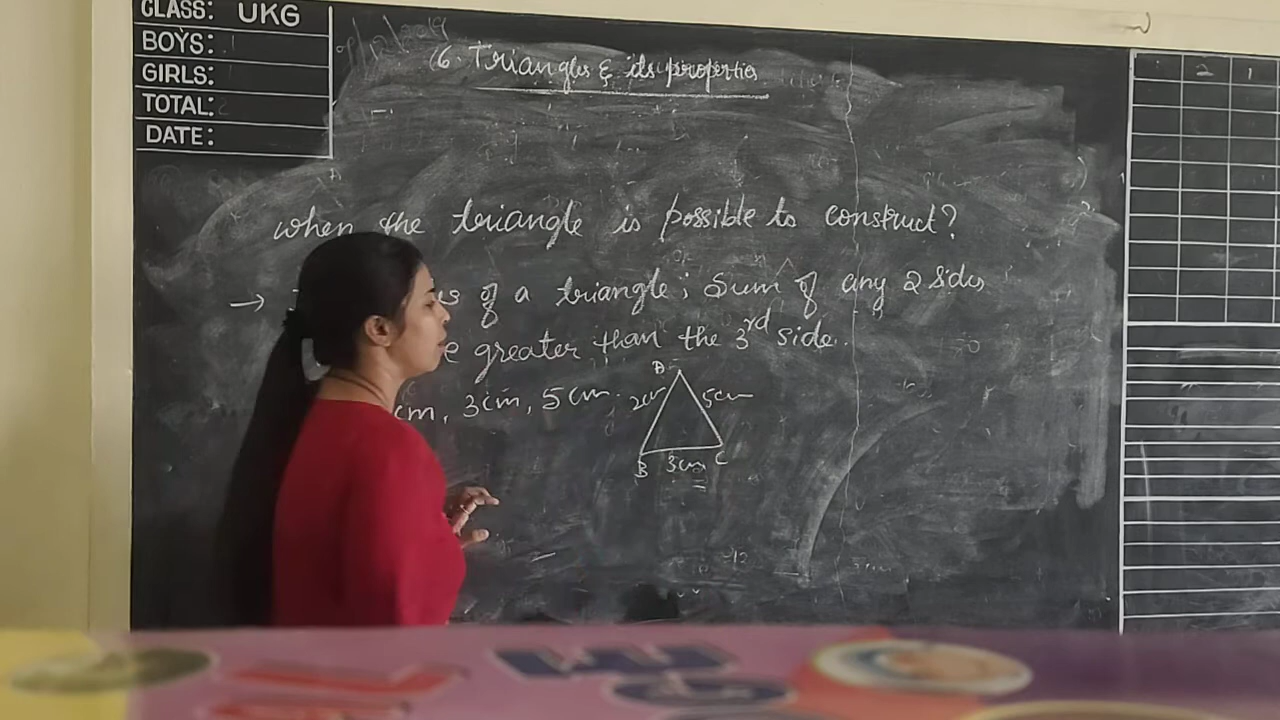 CLASS: UKG
BOYS:
GIRLS:
TOTAL:
DATE:
6. Triangles & its properties
2 1
when the triangle is possible to construct?
→ of a triangle; Sum of any 2 sides
greater than the 3rd side.
cm, 3cm, 5cm.
2cm 5cm
B 3cm C